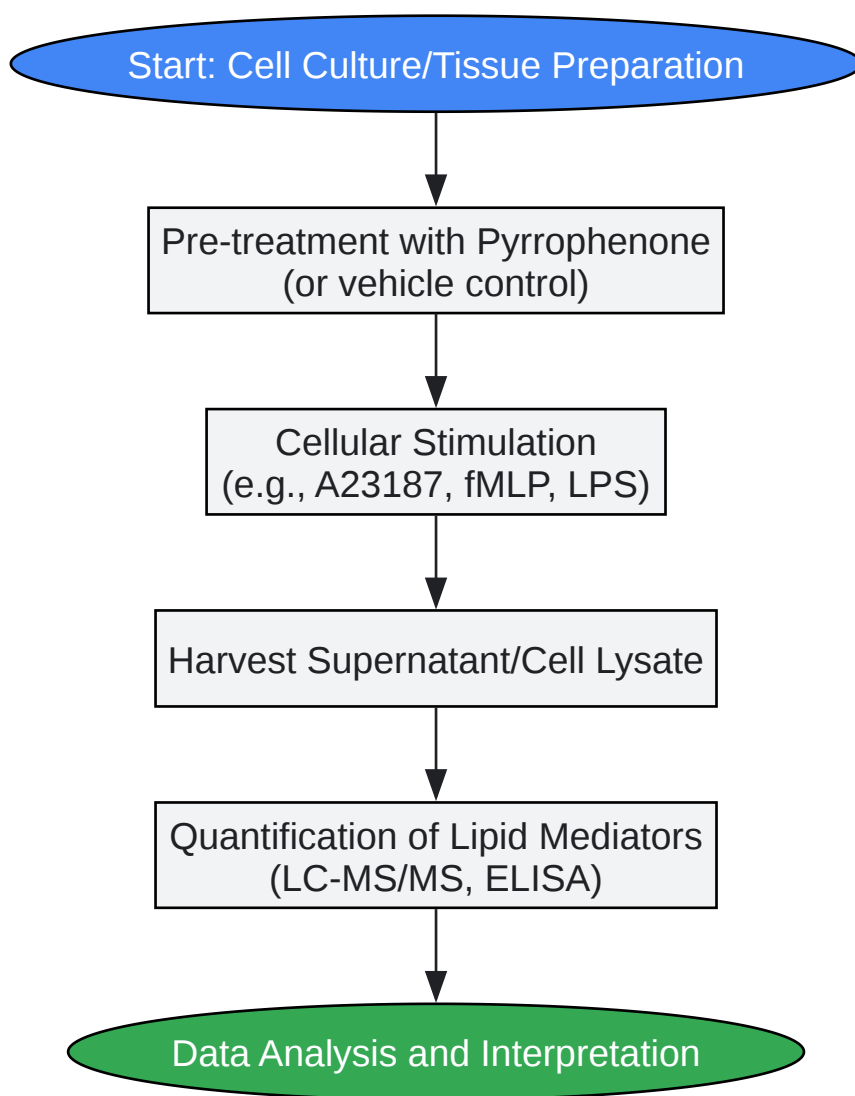 Start: Cell Culture/Tissue Preparation
Pre-treatment with Pyrrophenone
(or vehicle control)
Cellular Stimulation
(e.g., A23187, fMLP, LPS)
Harvest Supernatant/Cell Lysate
Quantification of Lipid Mediators
(LC-MS/MS, ELISA)
Data Analysis and Interpretation